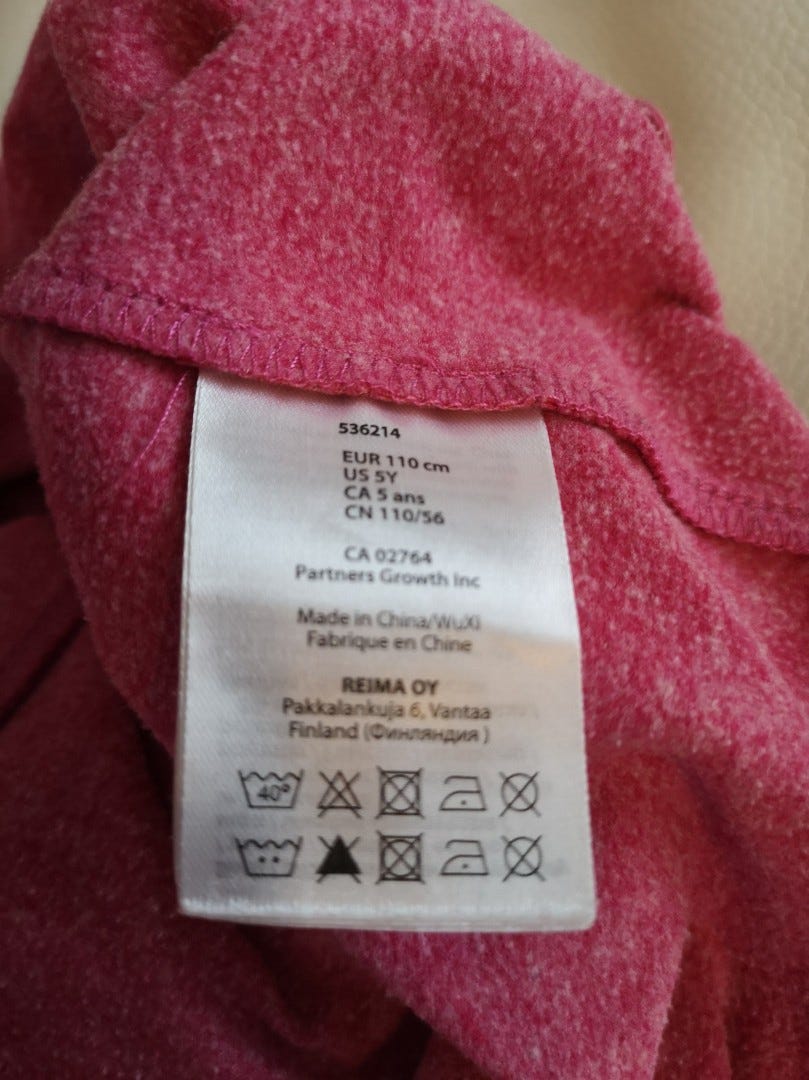 536214
EUR 110 cm
US 5Y
CA 5 ans
CN 110/56
CA 02764
Partners Growth Inc
Made in China/WuXi
Fabrique en Chine
REIMA OY
Pakkalankuja 6, Vantaa
Finland (Финляндия )
40°